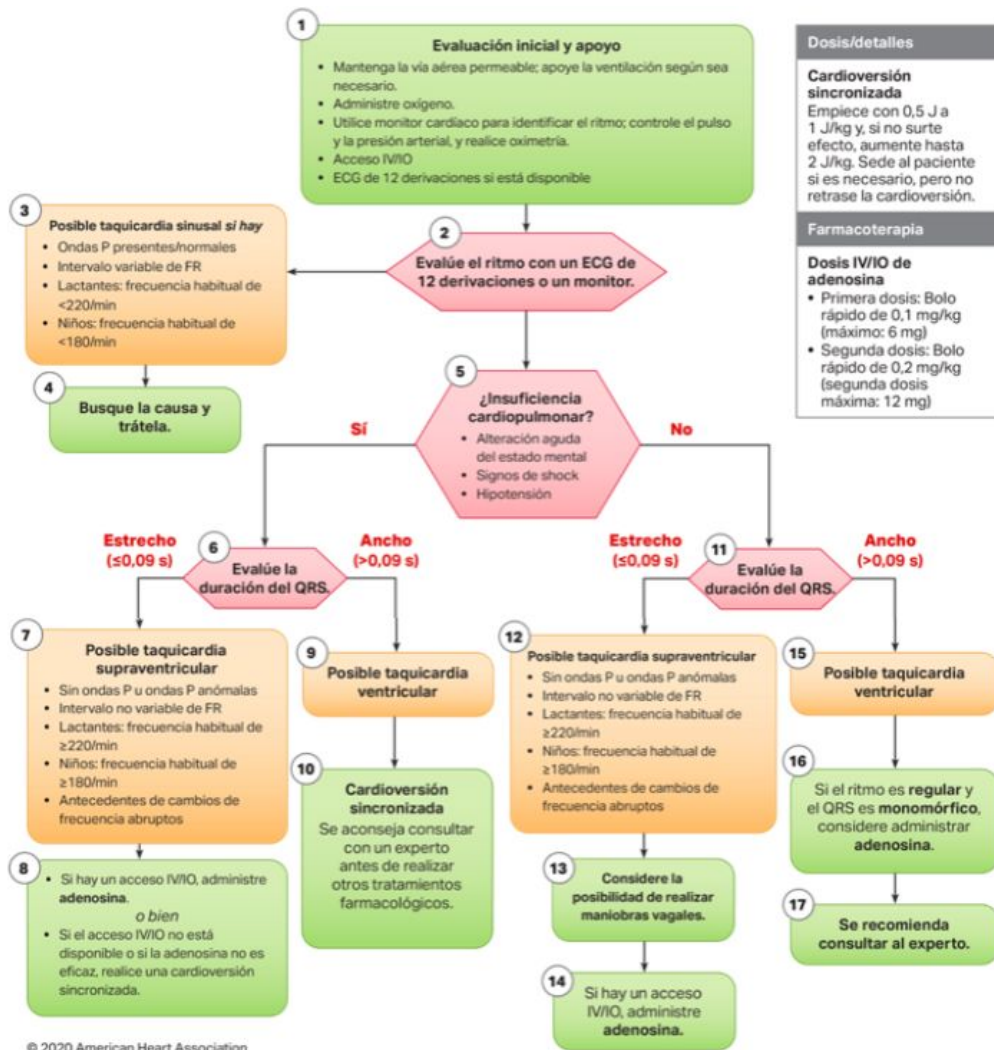 1
Evaluación inicial y apoyo
• Mantenga la vía aérea permeable; apoye la ventilación según sea
necesario.
• Administre oxígeno.
• Utilice monitor cardíaco para identificar el ritmo; controle el pulso
y la presión arterial, y realice oximetría.
• Acceso IV/IO
• ECG de 12 derivaciones si está disponible
Dosis/detalles
Cardioversión
sincronizada
Empiece con 0,5 J a
1 J/kg y, si no surte
efecto, aumente hasta
2 J/kg. Sede al paciente
si es necesario, pero no
retrase la cardioversión.
Farmacoterapia
Dosis IV/IO de
adenosina
• Primera dosis: Bolo
rápido de 0,1 mg/kg
(máximo: 6 mg)
• Segunda dosis: Bolo
rápido de 0,2 mg/kg
(segunda dosis
máxima: 12 mg)
2
Evalúe el ritmo con un ECG de
12 derivaciones o un monitor.
3
Posible taquicardia sinusal si hay
• Ondas P presentes/normales
• Intervalo variable de FR
• Lactantes: frecuencia habitual de
<220/min
• Niños: frecuencia habitual de
<180/min
4
Busque la causa y
trátela.
5
¿Insuficiencia
cardiopulmonar?
• Alteración aguda
del estado mental
• Signos de shock
• Hipotensión
Sí
No
Estrecho
(≤0,09 s)
6
Evalúe la
duración del QRS.
Ancho
(>0,09 s)
Estrecho
(≤0,09 s)
11
Evalúe la
duración del QRS.
Ancho
(>0,09 s)
7
Posible taquicardia
supraventricular
• Sin ondas P u ondas P anómalas
• Intervalo no variable de FR
• Lactantes: frecuencia habitual de
≥220/min
• Niños: frecuencia habitual de
≥180/min
• Antecedentes de cambios de
frecuencia abruptos
8
• Si hay un acceso IV/IO, administre
adenosina.
o bien
• Si el acceso IV/IO no está
disponible o si la adenosina no es
eficaz, realice una cardioversión
sincronizada.
9
Posible taquicardia
ventricular
10
Cardioversión
sincronizada
Se aconseja consultar
con un experto
antes de realizar
otros tratamientos
farmacológicos.
12
Posible taquicardia supraventricular
• Sin ondas P u ondas P anómalas
• Intervalo no variable de FR
• Lactantes: frecuencia habitual de
≥220/min
• Niños: frecuencia habitual de
≥180/min
• Antecedentes de cambios de
frecuencia abruptos
13
Considere la
posibilidad de realizar
maniobras vagales.
14
Si hay un acceso
IV/IO, administre
adenosina.
15
Posible taquicardia
ventricular
16
Si el ritmo es regular y
el QRS es monomórfico,
considere administrar
adenosina.
17
Se recomienda
consultar al experto.
© 2020 American Heart Association